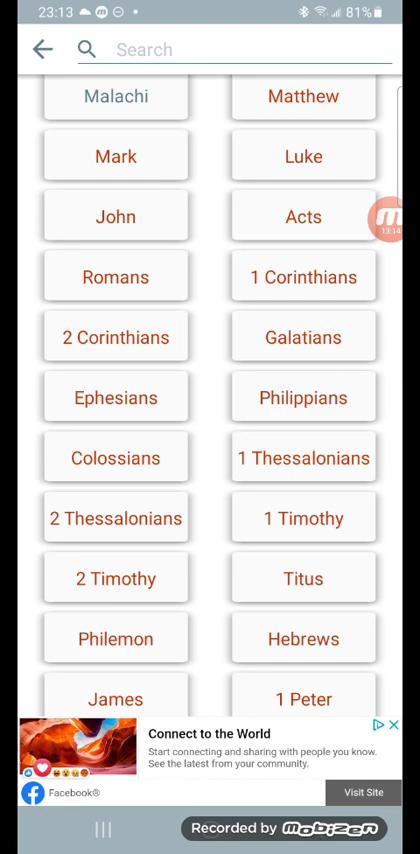 23:13
81%
Search
Malachi
Matthew
Mark
Luke
John
Acts
13:14
Romans
1 Corinthians
2 Corinthians
Galatians
Ephesians
Philippians
Colossians
1 Thessalonians
2 Thessalonians
1 Timothy
2 Timothy
Titus
Philemon
Hebrews
James
1 Peter
Connect to the World
Start connecting and sharing with people you know.
See the latest from your community.
Facebook®
Visit Site
Recorded by mobizen